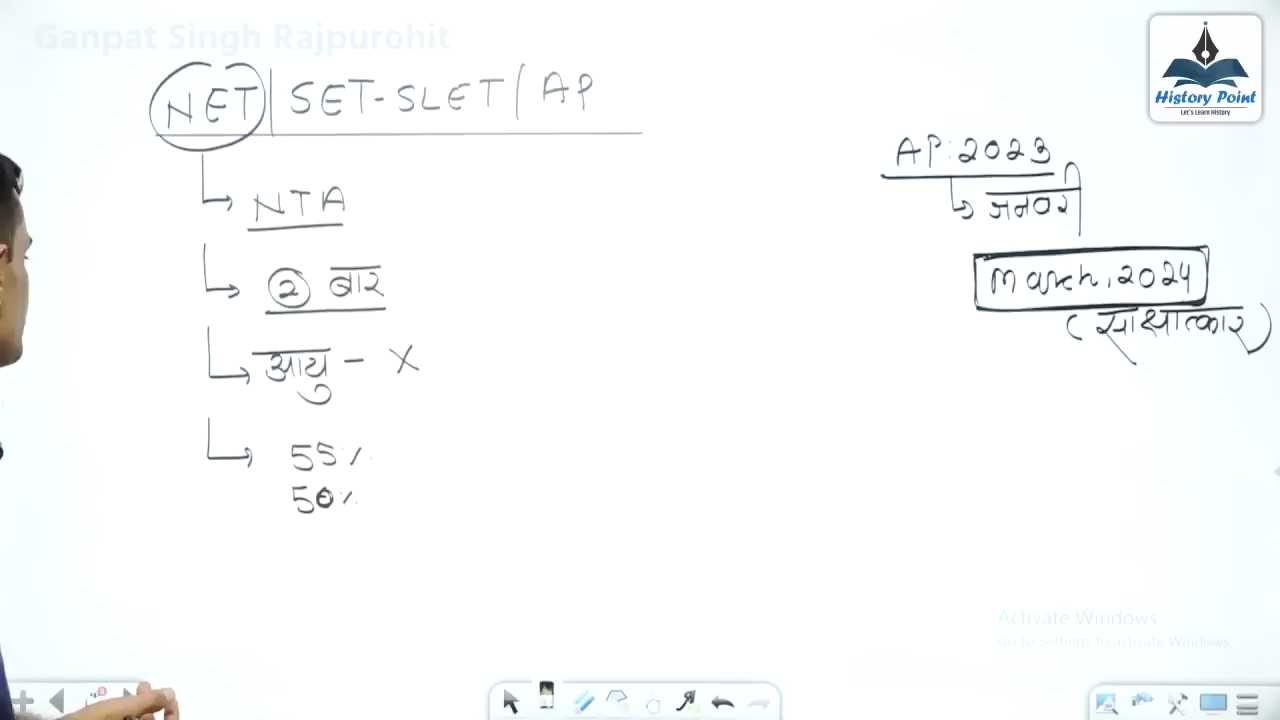 Ganpat Singh Rajpurohit
History Point
Let's Learn History
NET | SET-SLET / AP
NTA
2 बार
आयु - X
55%
50%
AP: 2023
जनवरी
March, 2024
(साक्षात्कार)
Activate Windows
Go to Settings to activate Windows.